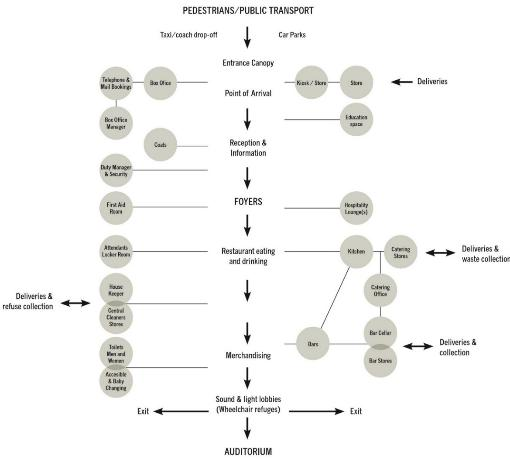 PEDESTRIANS/PUBLIC TRANSPORT
Taxi/coach drop-off
Car Parks
Entrance Canopy
Telephone &
Mail Bookings
Box Ofiice
Kiosk / Store
Store
Deliveries
Point of Arrival
Box Office
Manager
Education
space
Coats
Reception &
Information
Duty Manager
& Security
First Aid
Room
FOYERS
Hospitality
Lounge(s)
Attendants
Locker Room
Restaurant eating
and drinking
Kitchen
Catering
Stores
Deliveries &
waste collection
House
Keeper
Catering
Office
Deliveries &
refuse collection
Central
Cleaners
Stores
Toilets
Men and
Women
Bars
Bar Cellar
Deliveries &
collection
Merchandising
Bar Stores
Accesible
& Baby
Changing
Sound & light lobbies
(Wheelchair refuges)
Exit
Exit
AUDITORIUM